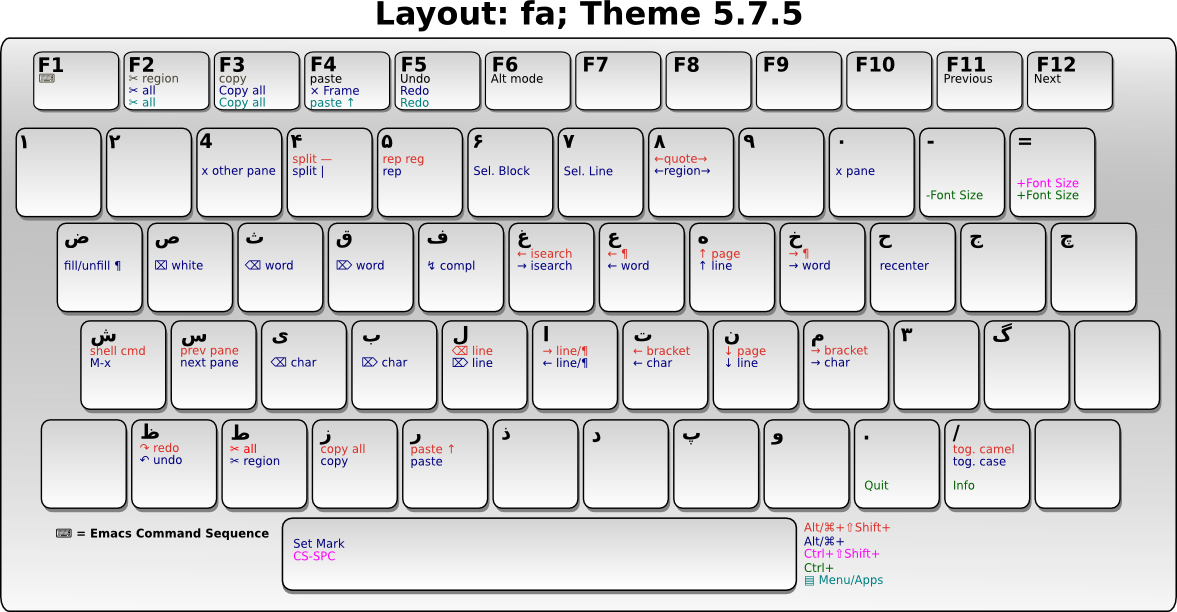 Layout: fa; Theme 5.7.5
F1
⌨
F2
✂ region
✂ all
✂ all
F3
copy
Copy all
Copy all
F4
paste
× Frame
paste ↑
F5
Undo
Redo
Redo
F6
Alt mode
F7
F8
F9
F10
F11
Previous
F12
Next
۱
۲
4
x other pane
۴
split —
split |
۵
rep reg
rep
۶
Sel. Block
۷
Sel. Line
۸
←quote→
←region→
۹
۰
x pane
-
-Font Size
=
+Font Size
+Font Size
ض
fill/unfill ¶
ص
⌧ white
ث
⌫ word
ق
⌦ word
ف
↯ compl
غ
← isearch
→ isearch
ع
← ¶
← word
ه
↑ page
↑ line
خ
→ ¶
→ word
ح
recenter
ج
چ
ش
shell cmd
M-x
س
prev pane
next pane
ی
⌫ char
ب
⌦ char
ل
⌫ line
⌦ line
ا
→ line/¶
← line/¶
ت
← bracket
← char
ن
↓ page
↓ line
م
→ bracket
→ char
۳
گ
ظ
↷ redo
↶ undo
ط
✂ all
✂ region
ز
copy all
copy
ر
paste ↑
paste
ذ
د
پ
و
.
Quit
/
tog. camel
tog. case
Info
⌨ = Emacs Command Sequence
Set Mark
CS-SPC
Alt/⌘+⇧Shift+
Alt/⌘+
Ctrl+⇧Shift+
Ctrl+
▤ Menu/Apps